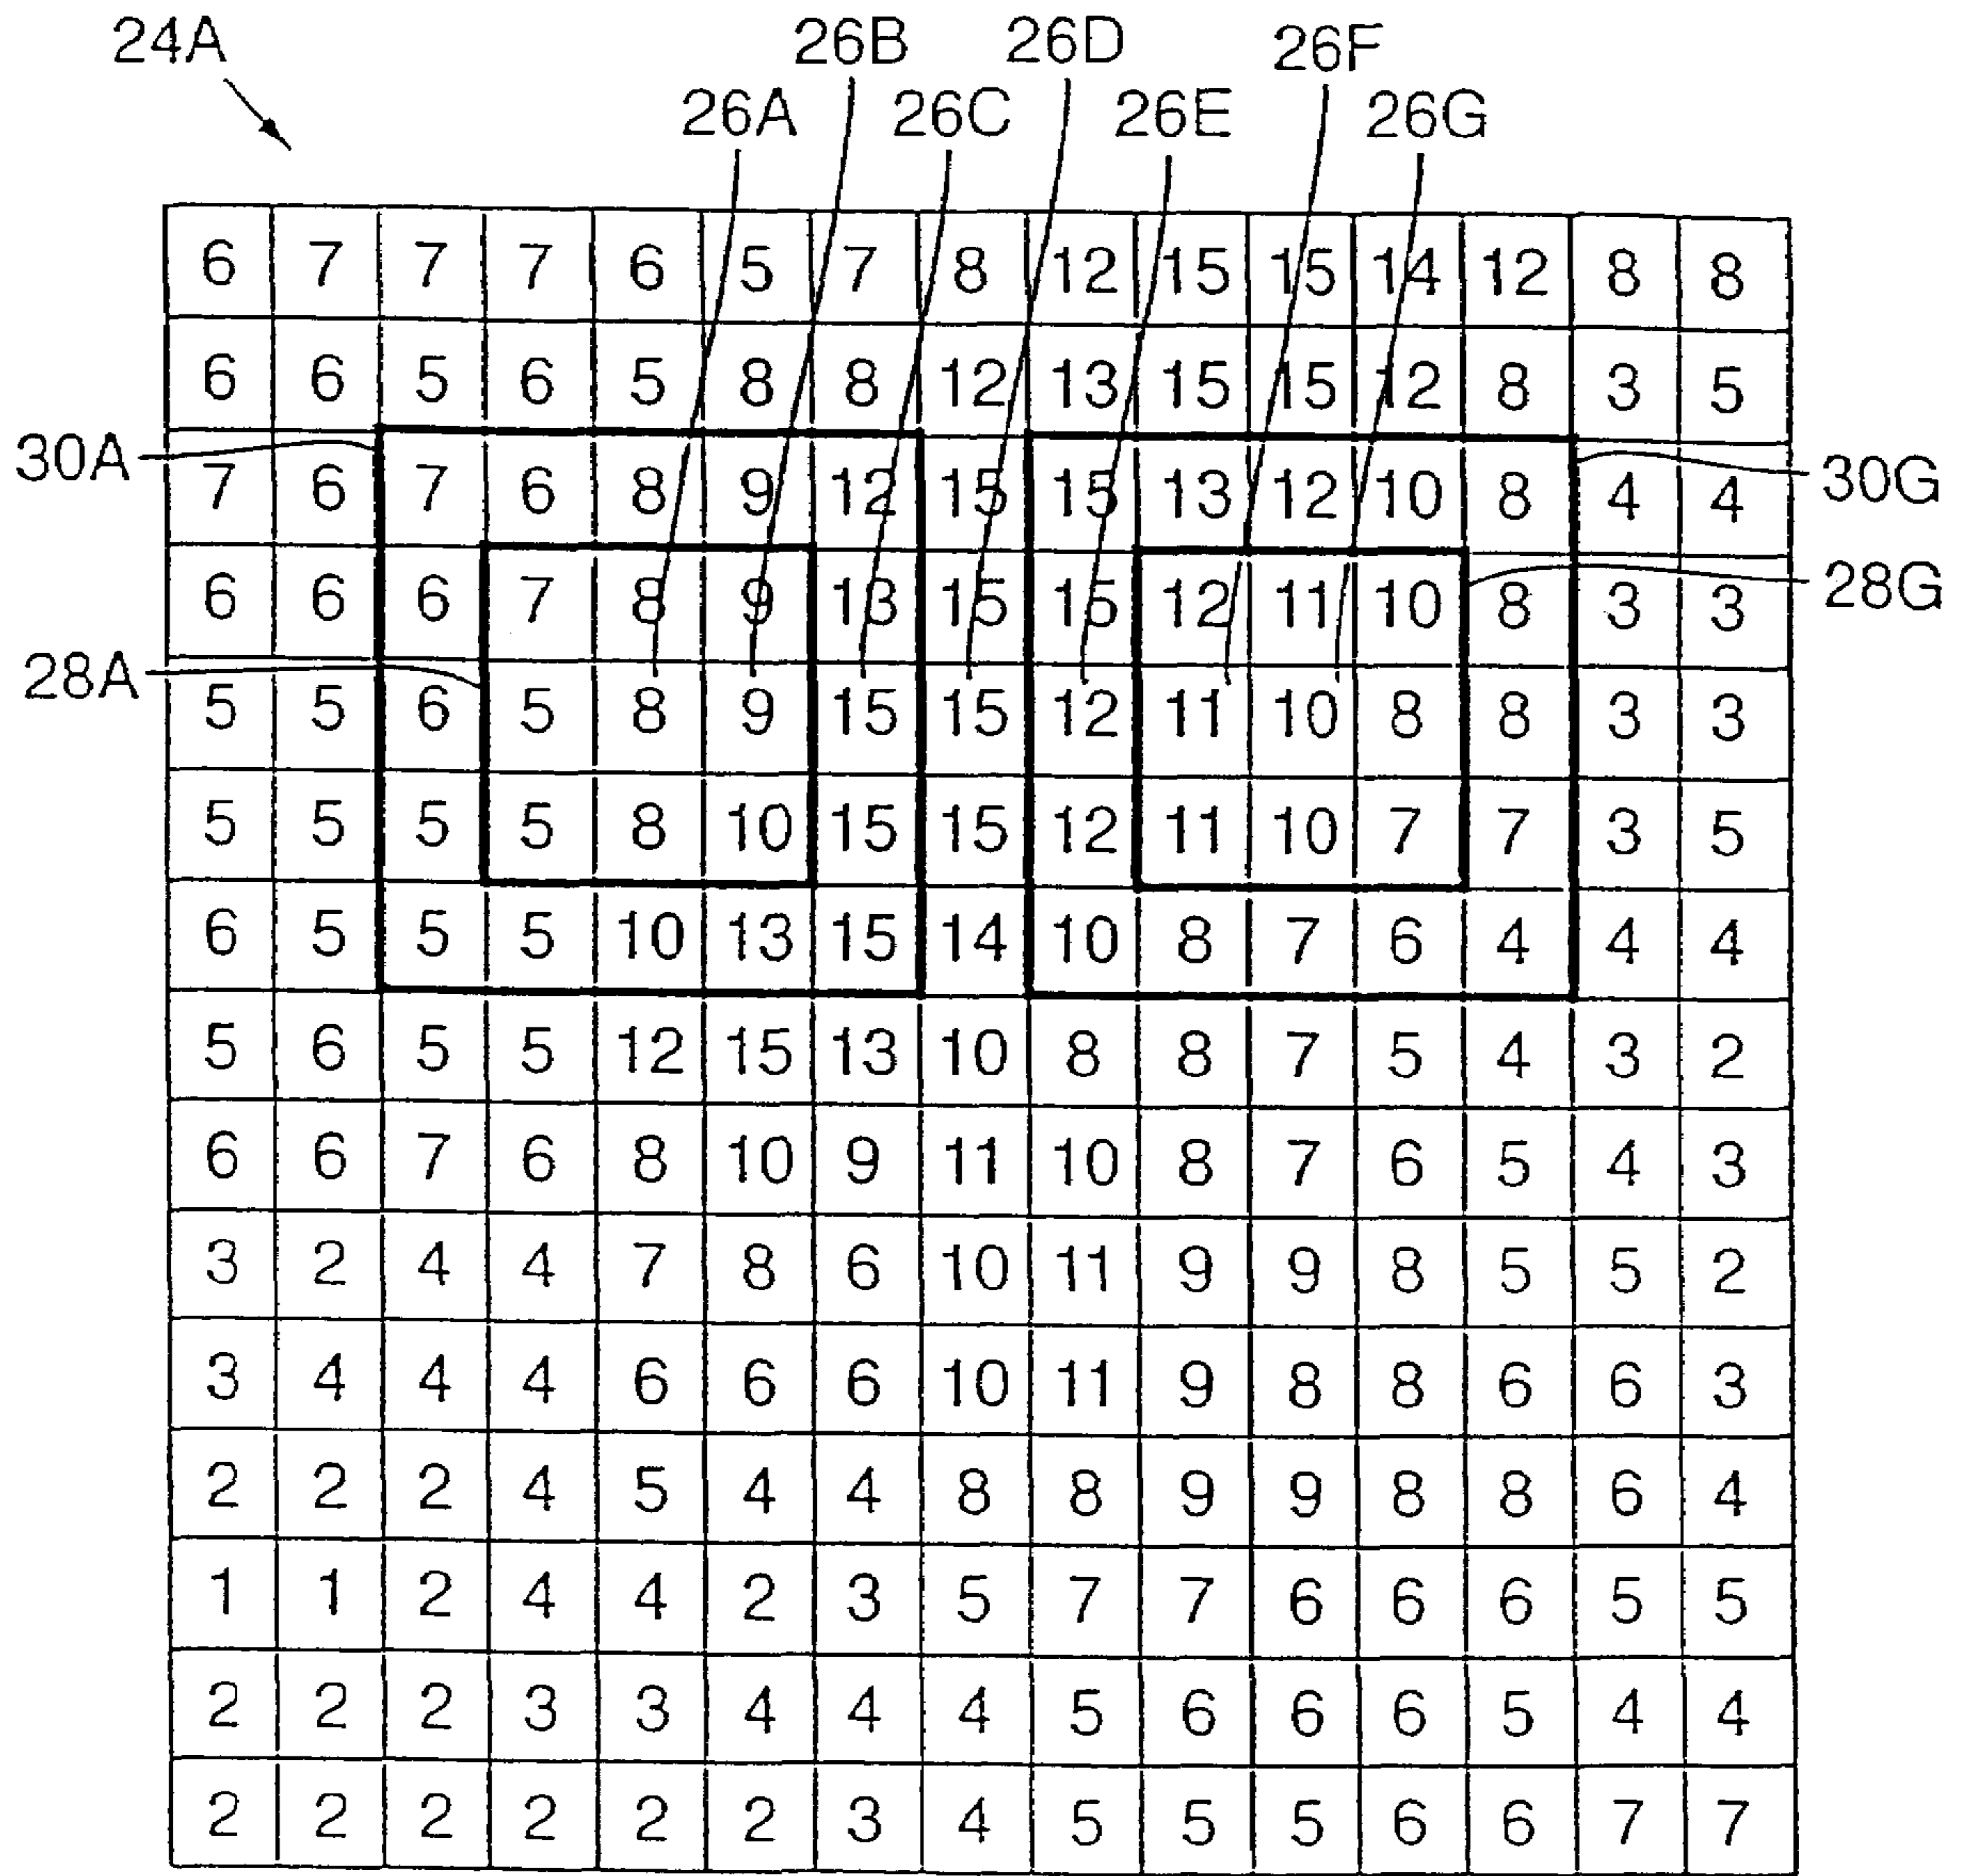 24A
26B 26D 26F
26A 26C 26E 26G
6 7 7 7 6 5 7 8 12 15 15 14 12 8 8
6 6 5 6 5 8 8 12 13 15 15 12 8 3 5
30A 7 6 7 6 8 9 12 15 15 13 12 10 8 4 4 30G
6 6 6 7 8 9 13 15 15 12 11 10 8 3 3 28G
28A 5 5 6 5 8 9 15 15 12 11 10 8 8 3 3
5 5 5 5 8 10 15 15 12 11 10 7 7 3 5
6 5 5 5 10 13 15 14 10 8 7 6 4 4 4
5 6 5 5 12 15 13 10 8 8 7 5 4 3 2
6 6 7 6 8 10 9 11 10 8 7 6 5 4 3
3 2 4 4 7 8 6 10 11 9 9 8 5 5 2
3 4 4 4 6 6 6 10 11 9 8 8 6 6 3
2 2 2 4 5 4 4 8 8 9 9 8 8 6 4
1 1 2 4 4 2 3 5 7 7 6 6 6 5 5
2 2 2 3 3 4 4 4 5 6 6 6 5 4 4
2 2 2 2 2 2 3 4 5 5 5 6 6 7 7